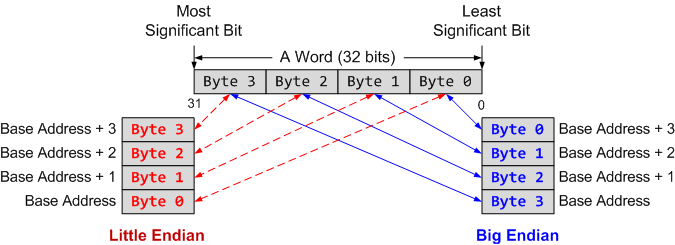 Most
Significant Bit
Least
Significant Bit
A Word (32 bits)
Byte 3 Byte 2 Byte 1 Byte 0
31 0
Base Address + 3 Byte 3 Byte 0 Base Address + 3
Base Address + 2 Byte 2 Byte 1 Base Address + 2
Base Address + 1 Byte 1 Byte 2 Base Address + 1
Base Address Byte 0 Byte 3 Base Address
Little Endian Big Endian